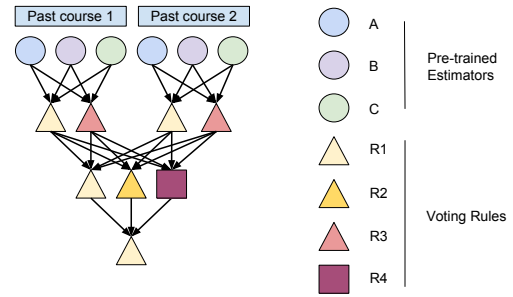 Past course 1
Past course 2
A
B
C
Pre-trained
Estimators
R1
R2
R3
R4
Voting Rules